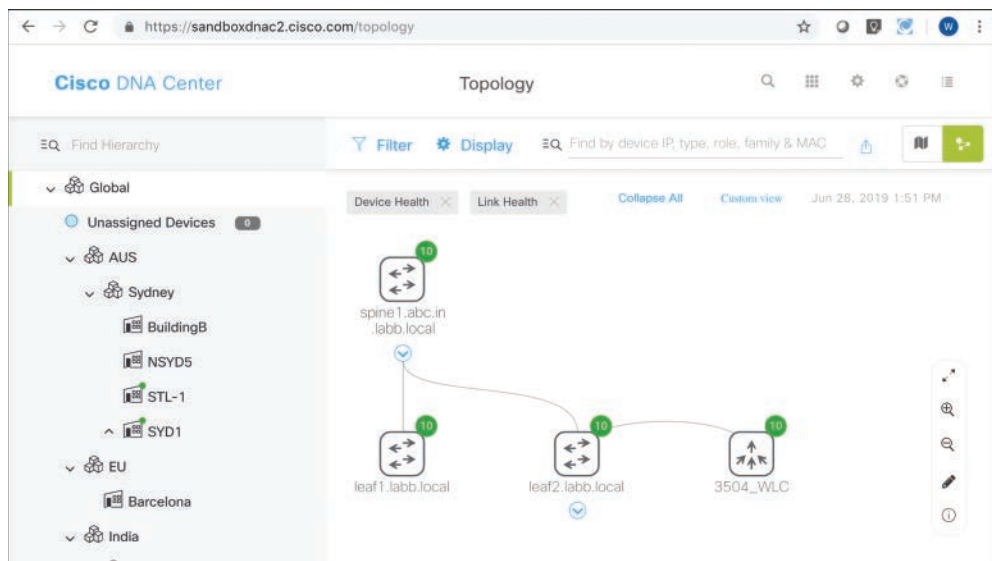 https://sandboxdnac2.cisco.com/topology
W
Cisco DNA Center
Topology
Find Hierarchy
Filter
Display
Find by device IP, type, role, family & MAC
Global
Unassigned Devices 0
AUS
Sydney
BuildingB
NSYD5
STL-1
SYD1
EU
Barcelona
India
Device Health
Link Health
Collapse All
Custom view
Jun 28, 2019 1:51 PM
10
spine1.abc.in
.labb.local
10
leaf1.labb.local
10
leaf2.labb.local
10
3504_WLC